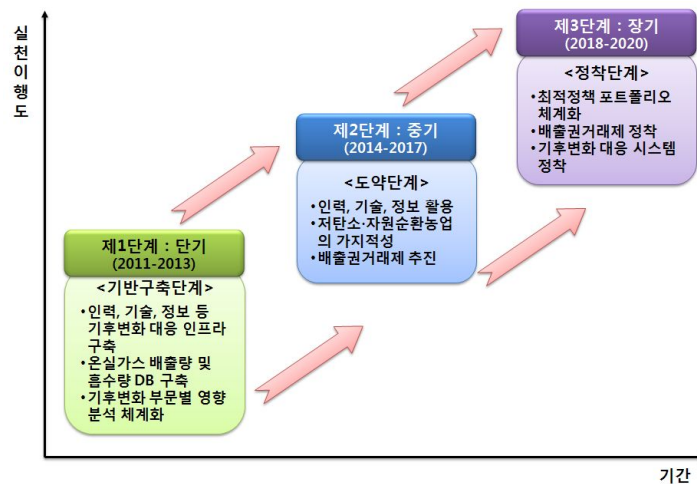 실
천
이
행
도
제3단계 : 장기
(2018-2020)
<정착단계>
•최적정책 포트폴리오
체계화
•배출권거래제 정착
•기후변화 대응 시스템
정착
제2단계 : 중기
(2014-2017)
<도약단계>
•인력, 기술, 정보 활용
•저탄소·자원순환농업
의 가지적성
•배출권거래제 추진
제1단계 : 단기
(2011-2013)
<기반구축단계>
•인력, 기술, 정보 등
기후변화 대응 인프라
구축
•온실가스 배출량 및
흡수량 DB 구축
•기후변화 부문별 영향
분석 체계화
기간